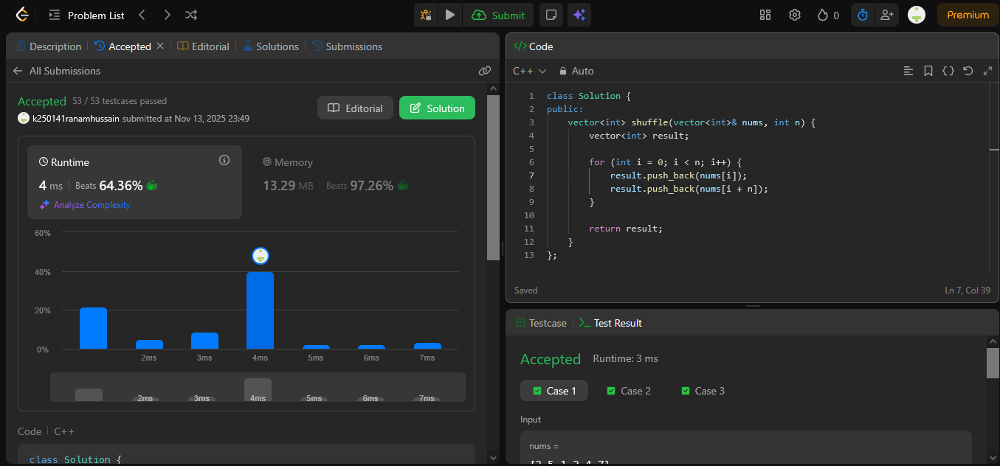 Problem List
Submit
0
Premium
Description
Accepted
Editorial
Solutions
Submissions
All Submissions
Accepted 53 / 53 testcases passed
k250141ranamhussain submitted at Nov 13, 2025 23:49
Editorial
Solution
Runtime
4 ms Beats 64.36%
Analyze Complexity
Memory
13.29 MB Beats 97.26%
60%
40%
20%
0%
2ms 3ms 4ms 5ms 6ms 7ms
2ms 3ms 4ms 5ms 6ms 7ms
Code C++
class Solution {
</> Code
C++ Auto
1 class Solution {
2 public:
3 vector<int> shuffle(vector<int>& nums, int n) {
4 vector<int> result;
5
6 for (int i = 0; i < n; i++) {
7 result.push_back(nums[i]);
8 result.push_back(nums[i + n]);
9 }
10
11 return result;
12 }
13 };
Saved
Ln 7, Col 39
Testcase
Test Result
Accepted Runtime: 3 ms
Case 1 Case 2 Case 3
Input
nums =
[2,5,1,3,4,7]